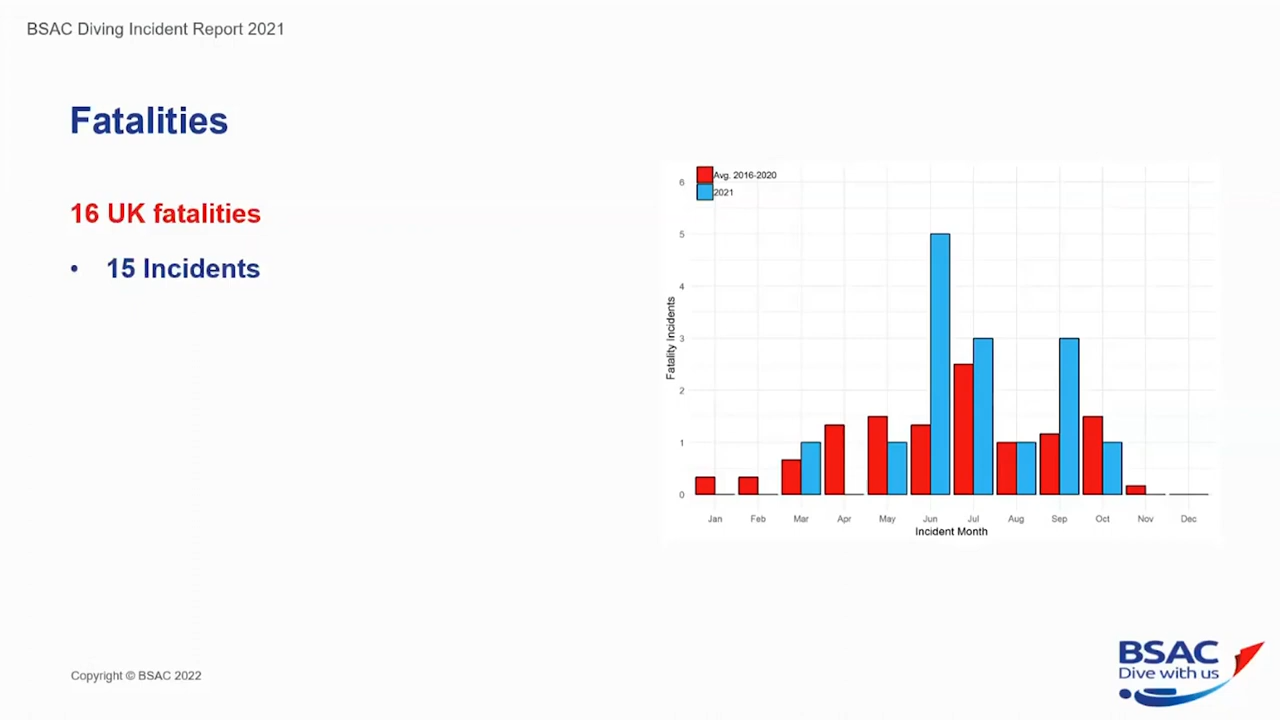 BSAC Diving Incident Report 2021
Fatalities
16 UK fatalities
• 15 Incidents
Avg. 2016-2020
2021
6
5
4
3
2
1
0
Fatality Incidents
Jan Feb Mar Apr May Jun Jul Aug Sep Oct Nov Dec
Incident Month
Copyright © BSAC 2022
BSAC
Dive with us